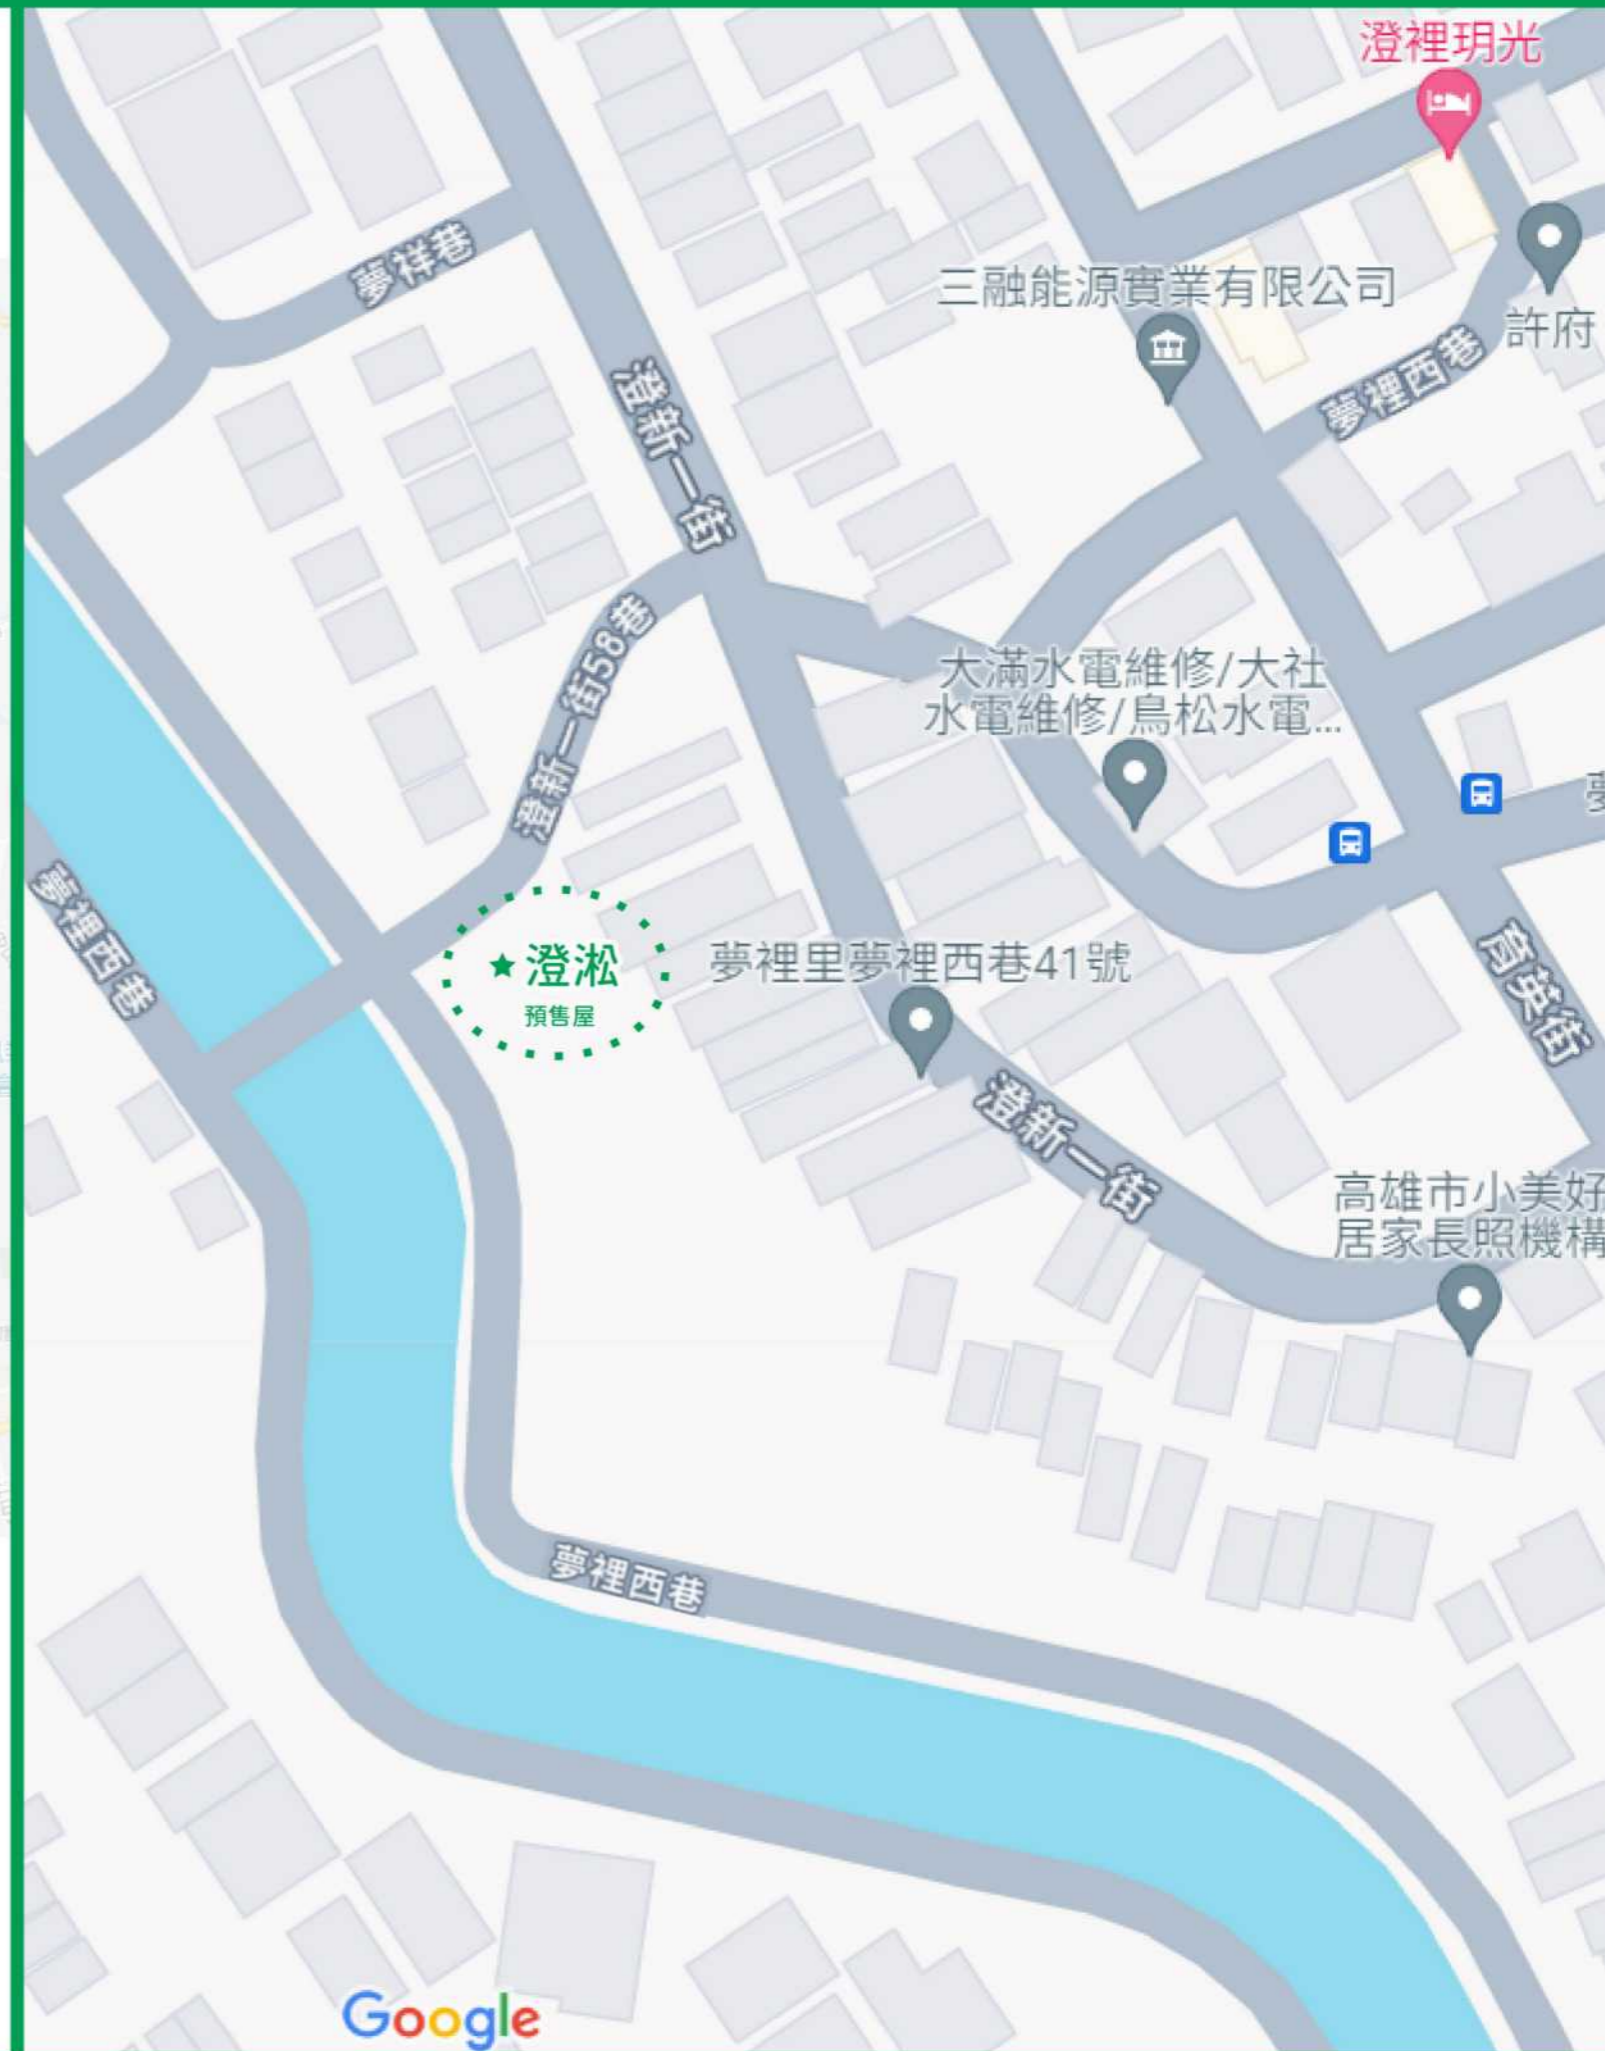 澄裡玥光
夢祥巷
三融能源實業有限公司
許府
夢裡西巷
澄新一街
澄新一街58巷
大滿水電維修/大社
水電維修/鳥松水電...
夢裡西巷
澄淞
預售屋
夢裡里夢裡西巷41號
育英街
澄新一街
高雄市小美好
居家長照機構
夢裡西巷
Google